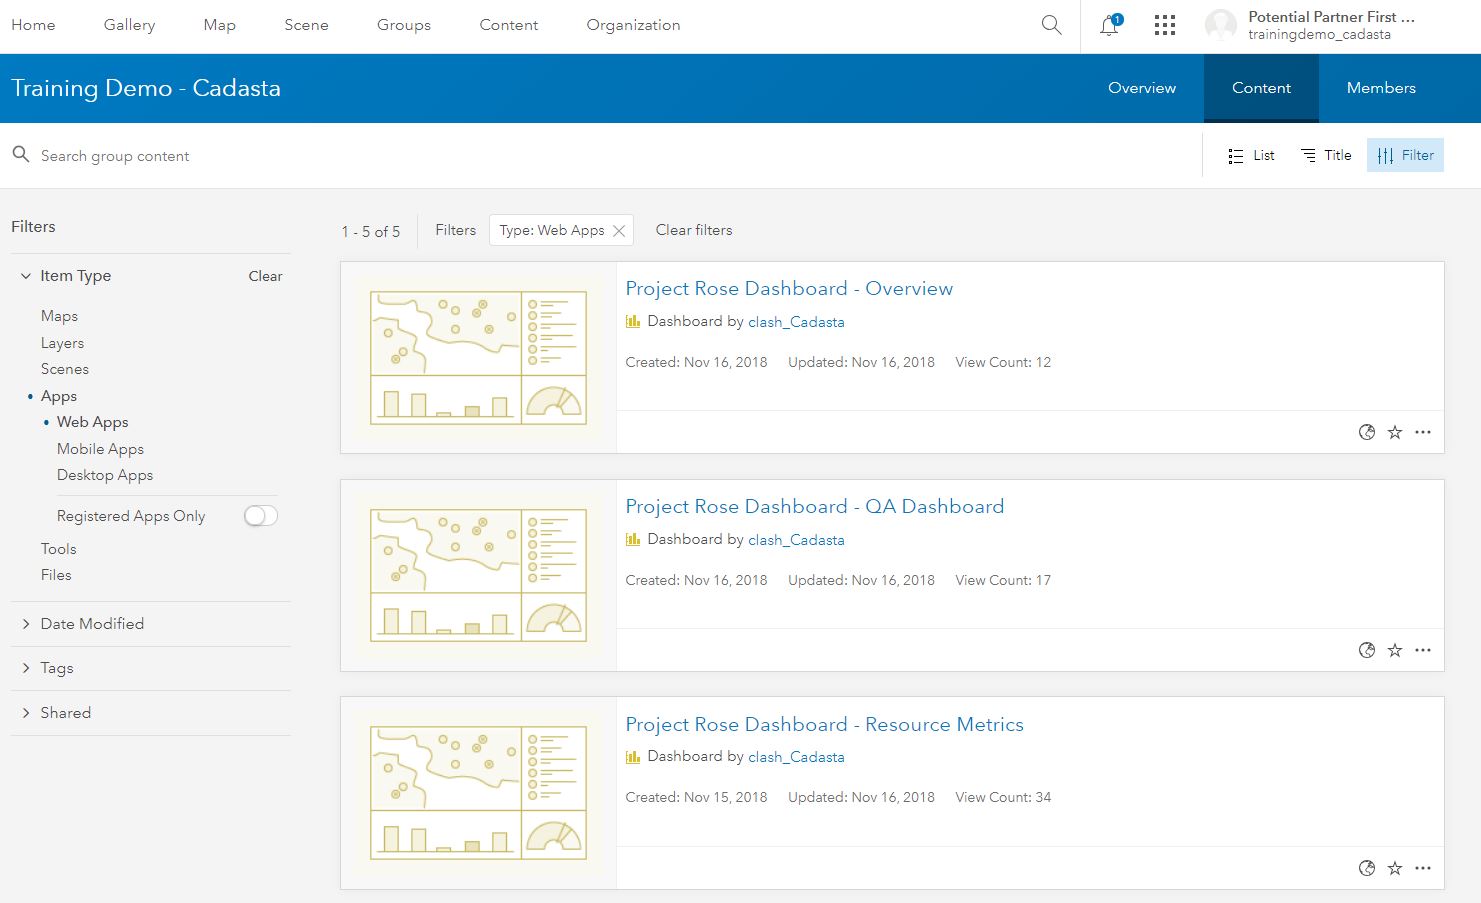 Home Gallery Map Scene Groups Content Organization 1 Potential Partner First ...
trainingdemo_cadasta
Training Demo - Cadasta Overview Content Members
Search group content List Title Filter
Filters
1 - 5 of 5 Filters Type: Web Apps Clear filters
Item Type Clear
Maps
Layers
Scenes
Apps
Web Apps
Mobile Apps
Desktop Apps
Registered Apps Only
Tools
Files
Date Modified
Tags
Shared
Project Rose Dashboard - Overview
Dashboard by clash_Cadasta
Created: Nov 16, 2018 Updated: Nov 16, 2018 View Count: 12
Project Rose Dashboard - QA Dashboard
Dashboard by clash_Cadasta
Created: Nov 16, 2018 Updated: Nov 16, 2018 View Count: 17
Project Rose Dashboard - Resource Metrics
Dashboard by clash_Cadasta
Created: Nov 15, 2018 Updated: Nov 16, 2018 View Count: 34